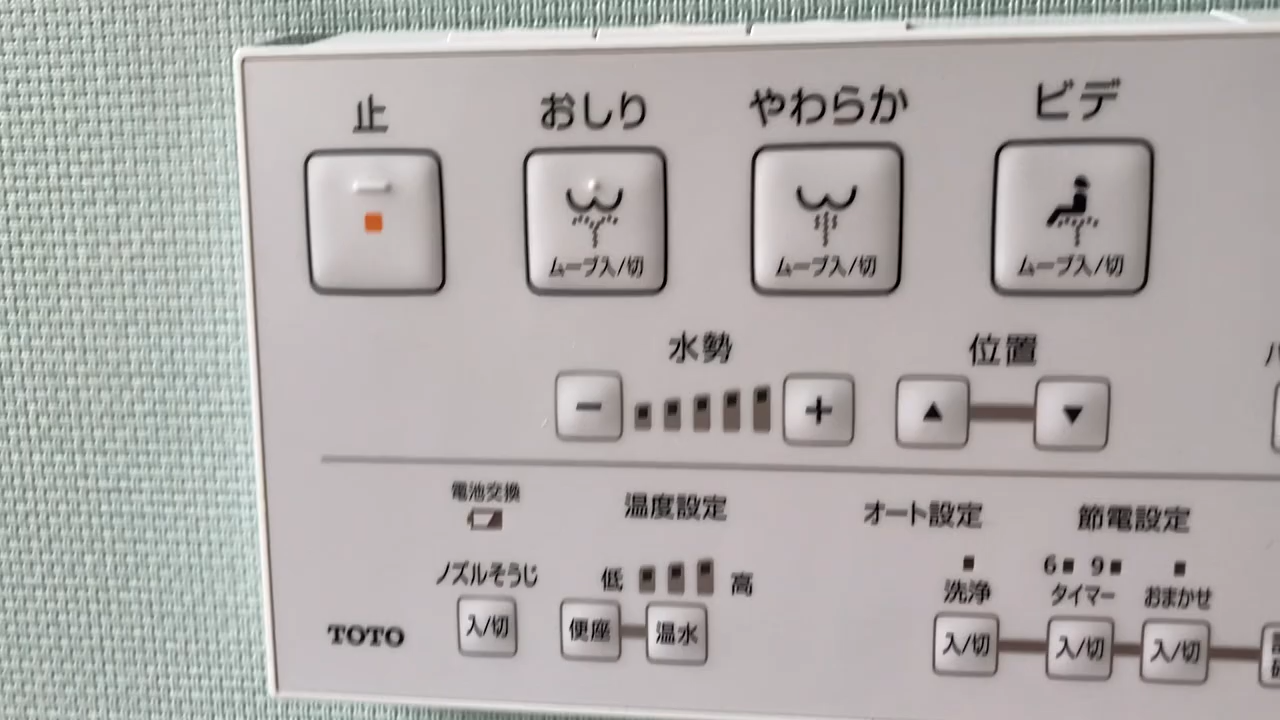 止 おしり やわらか ビデ
ムーブ入/切 ムーブ入/切 ムーブ入/切
水勢 位置
− + ▲ ▼
電池交換 温度設定 オート設定 節電設定
ノズルそうじ 低 高 洗浄 6 9 タイマー おまかせ
TOTO 入/切 便座 温水 入/切 入/切 入/切